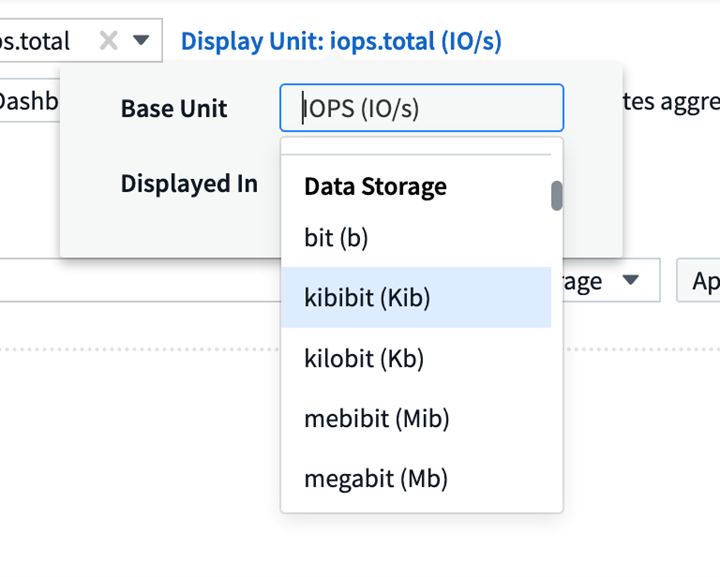 os.total Display Unit: iops.total (IO/s)
Dashb Base Unit IOPS (IO/s) tes aggre
Displayed In
Data Storage
bit (b)
kibibit (Kib) rage Ap
kilobit (Kb)
mebibit (Mib)
megabit (Mb)